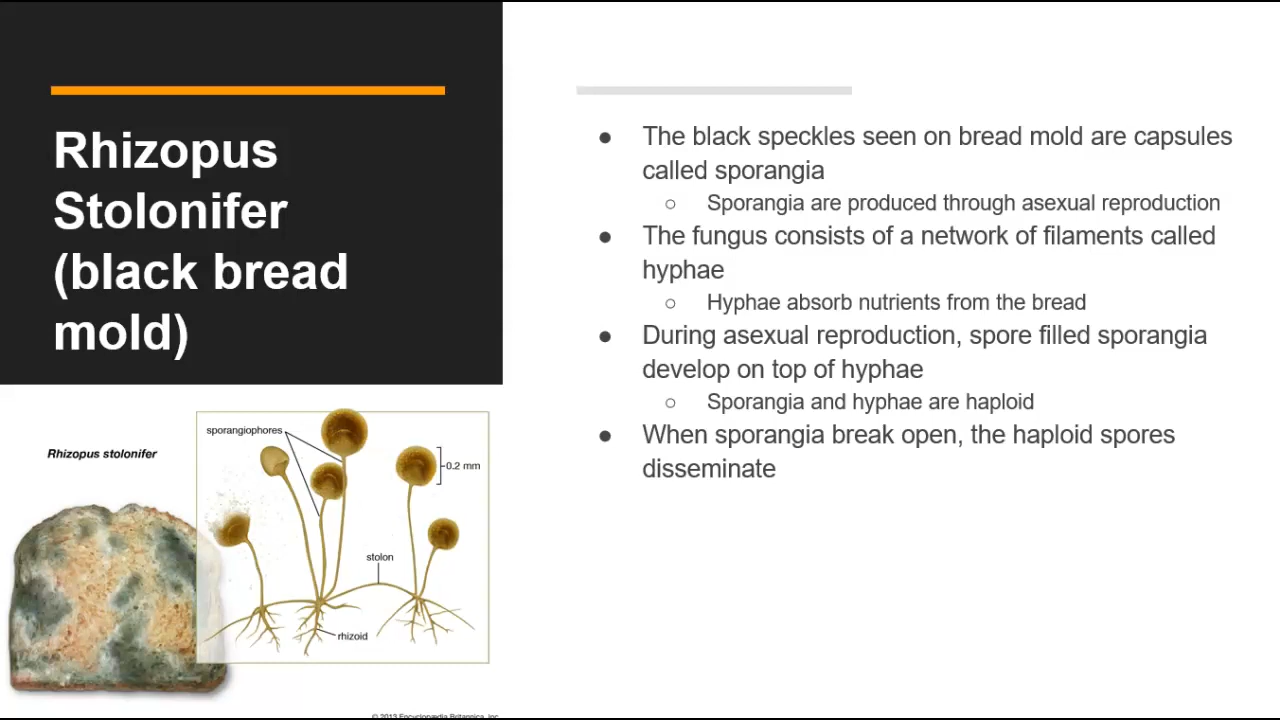 Rhizopus
Stolonifer
(black bread
mold)
● The black speckles seen on bread mold are capsules
called sporangia
○ Sporangia are produced through asexual reproduction
● The fungus consists of a network of filaments called
hyphae
○ Hyphae absorb nutrients from the bread
● During asexual reproduction, spore filled sporangia
develop on top of hyphae
○ Sporangia and hyphae are haploid
● When sporangia break open, the haploid spores
disseminate
Rhizopus stolonifer
sporangiophores
0.2 mm
stolon
rhizoid
© 2013 Encyclopædia Britannica, Inc.